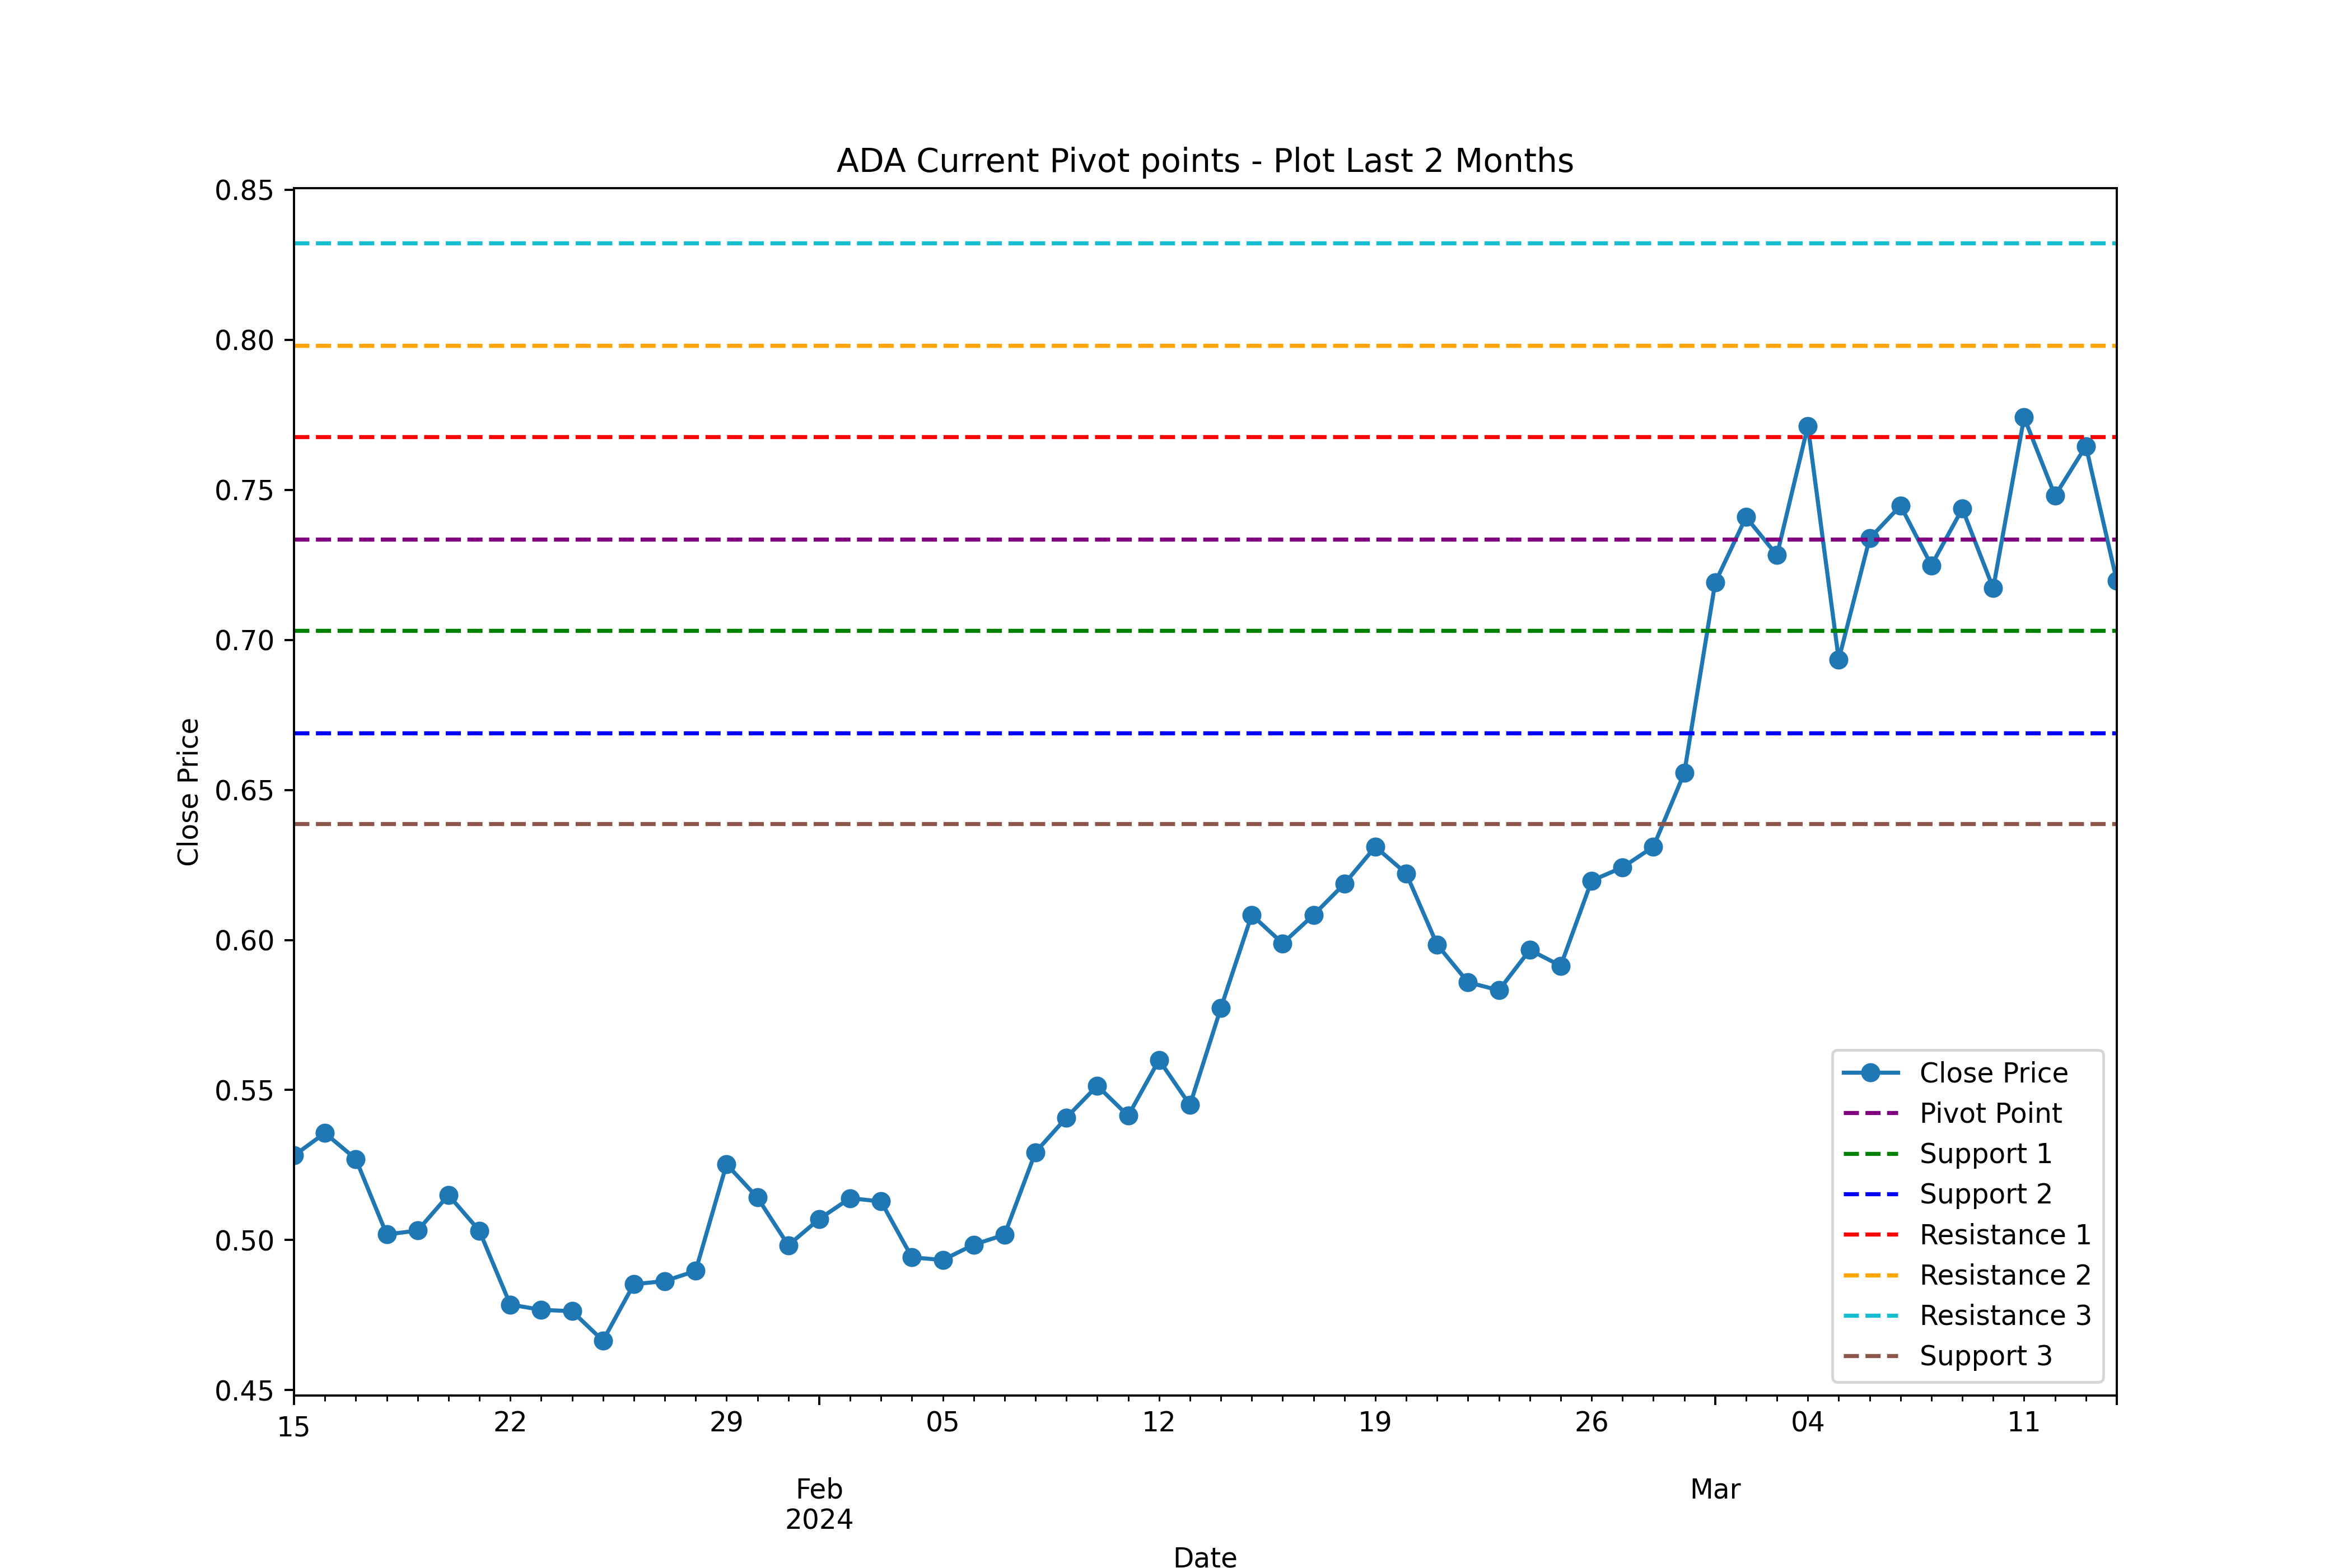 ADA Current Pivot points - Plot Last 2 Months
0.85
0.80
0.75
0.70
0.65
0.60
0.55
0.50
0.45
Close Price
Close Price
Pivot Point
Support 1
Support 2
Resistance 1
Resistance 2
Resistance 3
Support 3
15 22 29 05 12 19 26 04 11
Feb Mar
2024
Date